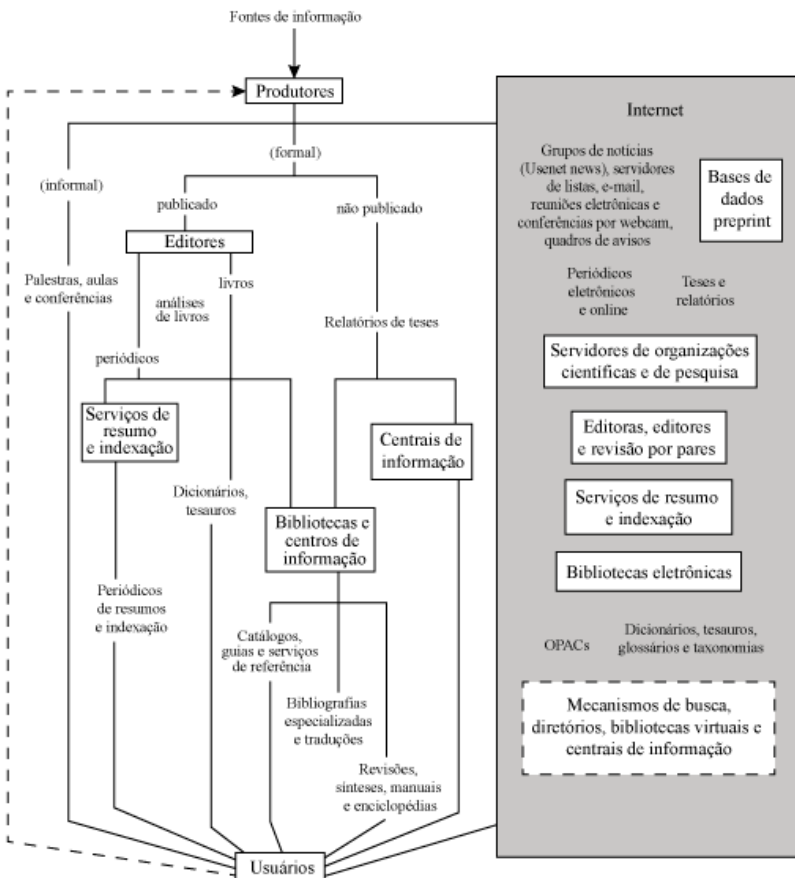 Fontes de informação
Produtores
(formal)
(informal)
publicado
não publicado
Editores
livros
Palestras, aulas
e conferências
análises
de livros
Relatórios de teses
periódicos
Serviços de
resumo
e indexação
Centrais de
informação
Dicionários,
tesauros
Bibliotecas e
centros de
informação
Periódicos
de resumos
e indexação
Catálogos,
guias e serviços
de referência
Bibliografias
especializadas
e traduções
Revisões,
sínteses, manuais
e enciclopédias
Usuários
Internet
Grupos de notícias
(Usenet news), servidores
de listas, e-mail,
reuniões eletrônicas e
conferências por webcam,
quadros de avisos
Bases de
dados
preprint
Periódicos
eletrônicos
e online
Teses e
relatórios
Servidores de organizações
científicas e de pesquisa
Editoras, editores
e revisão por pares
Serviços de resumo
e indexação
Bibliotecas eletrônicas
OPACs
Dicionários, tesauros,
glossários e taxonomias
Mecanismos de busca,
diretórios, bibliotecas virtuais e
centrais de informação